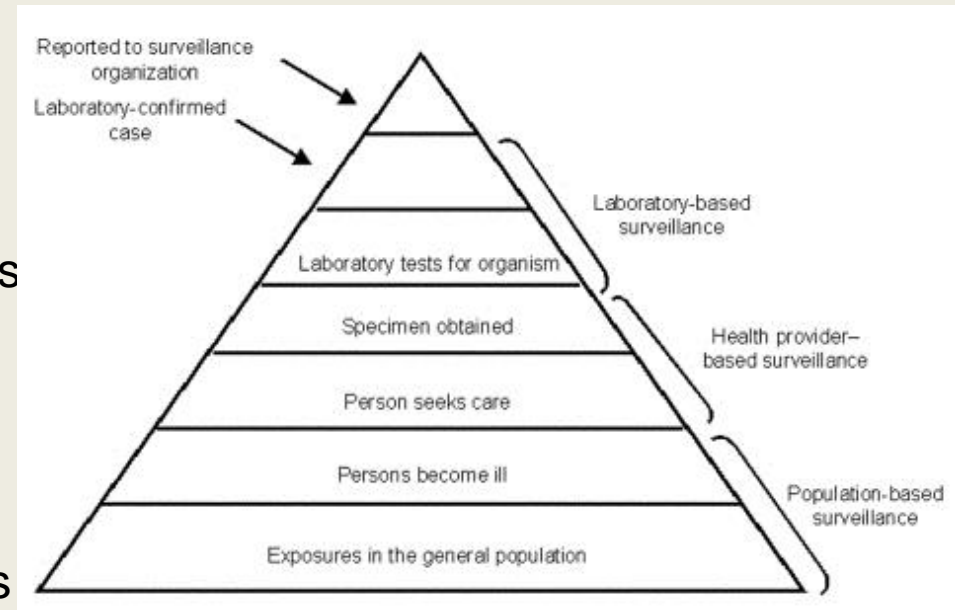 Reported to surveillance
organization
Laboratory-confirmed
case
Laboratory-based
surveillance
s
Laboratory tests for organism
Specimen obtained
Health provider–
based surveillance
Person seeks care
Persons become ill
Population-based
surveillance
Exposures in the general population
s